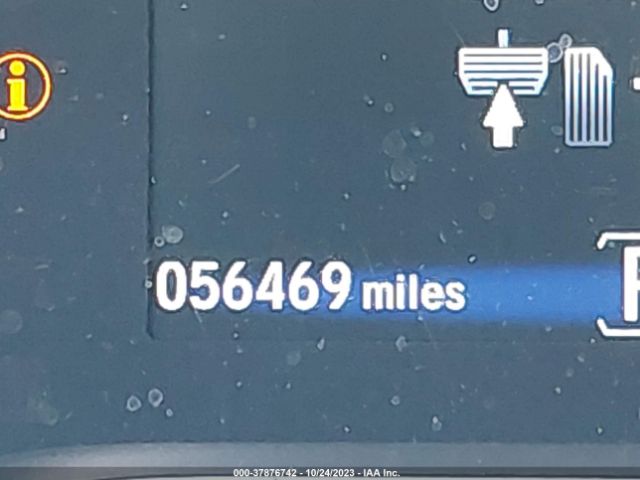 i
056469 miles
000-37876742 - 10/24/2023 - IAA Inc.